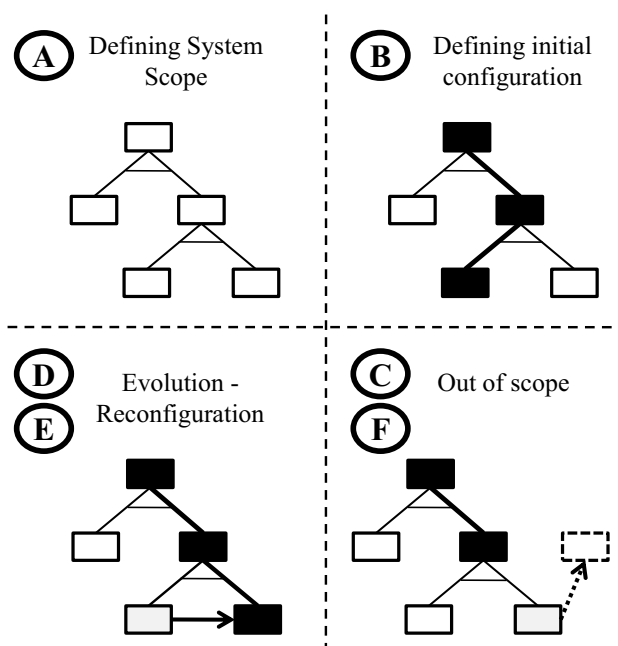 A
Defining System
Scope
B
Defining initial
configuration
D
E
Evolution -
Reconfiguration
C
F
Out of scope